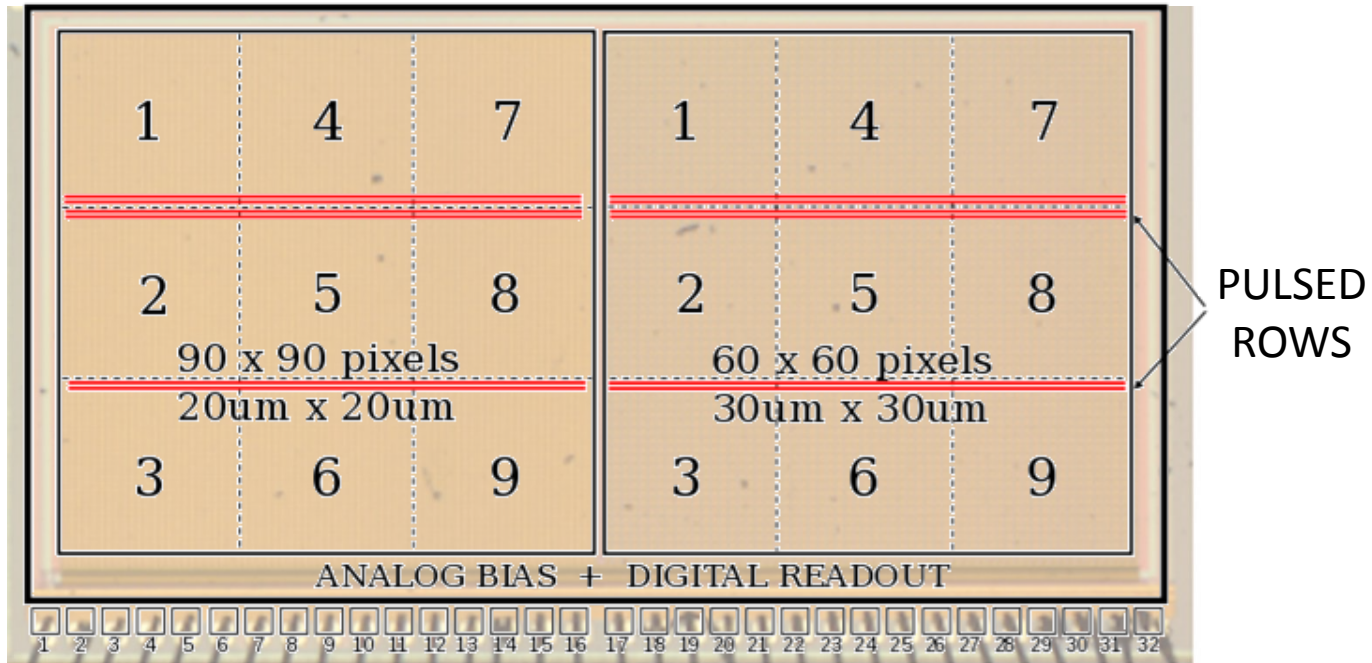 1 4 7 1 4 7
2 5 8 2 5 8
PULSED
ROWS
90 x 90 pixels 60 x 60 pixels
20um x 20um 30um x 30um
3 6 9 3 6 9
ANALOG BIAS + DIGITAL READOUT
1 2 3 4 5 6 7 8 9 10 11 12 13 14 15 16 17 18 19 20 21 22 23 24 25 26 27 28 29 30 31 32